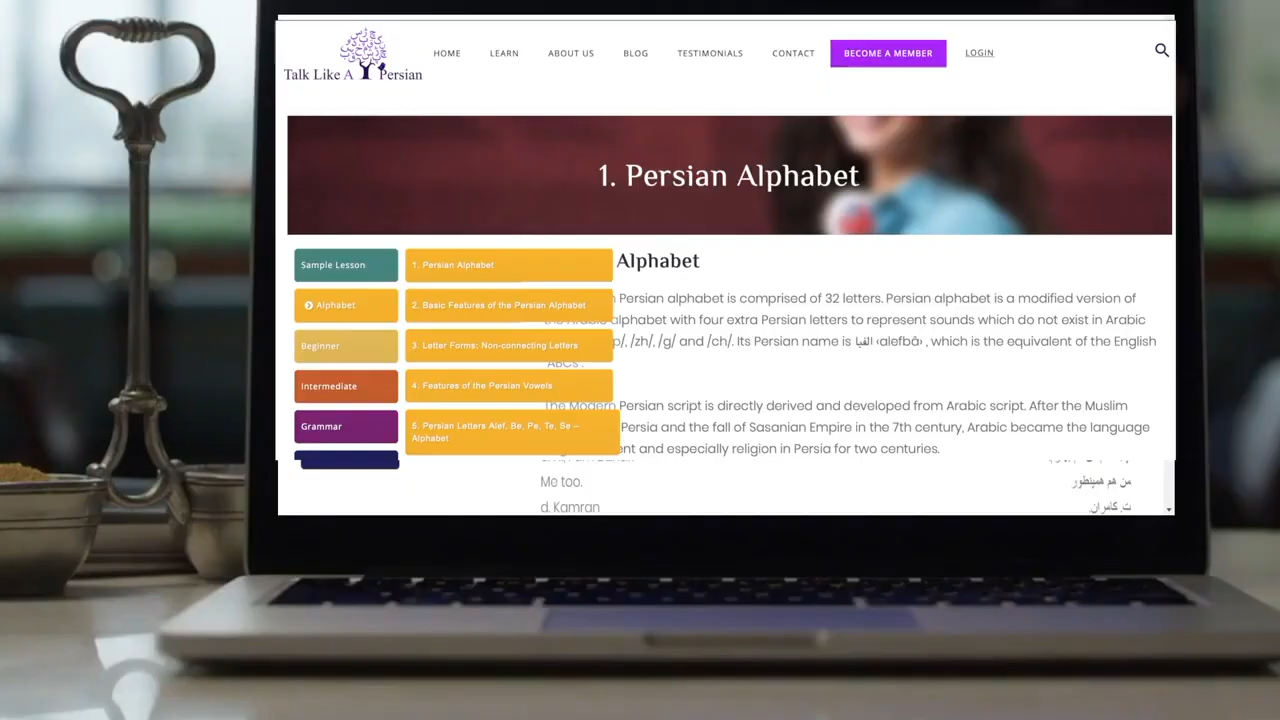 Talk Like A Persian
HOME LEARN ABOUT US BLOG TESTIMONIALS CONTACT BECOME A MEMBER LOGIN
1. Persian Alphabet
Sample Lesson
Alphabet
Beginner
Intermediate
Grammar
1. Persian Alphabet
2. Basic Features of the Persian Alphabet
3. Letter Forms: Non-connecting Letters
4. Features of the Persian Vowels
5. Persian Letters Alef, Be, Pe, Te, Se –
Alphabet
Alphabet
Persian alphabet is comprised of 32 letters. Persian alphabet is a modified version of
alphabet with four extra Persian letters to represent sounds which do not exist in Arabic
/, /zh/, /g/ and /ch/. Its Persian name is الفبا ‹alefbā› , which is the equivalent of the English
ABCs'.
The Modern Persian script is directly derived and developed from Arabic script. After the Muslim
Persia and the fall of Sasanian Empire in the 7th century, Arabic became the language
and especially religion in Persia for two centuries.
Me too. من هم همینطور
d. Kamran ت. کامران.